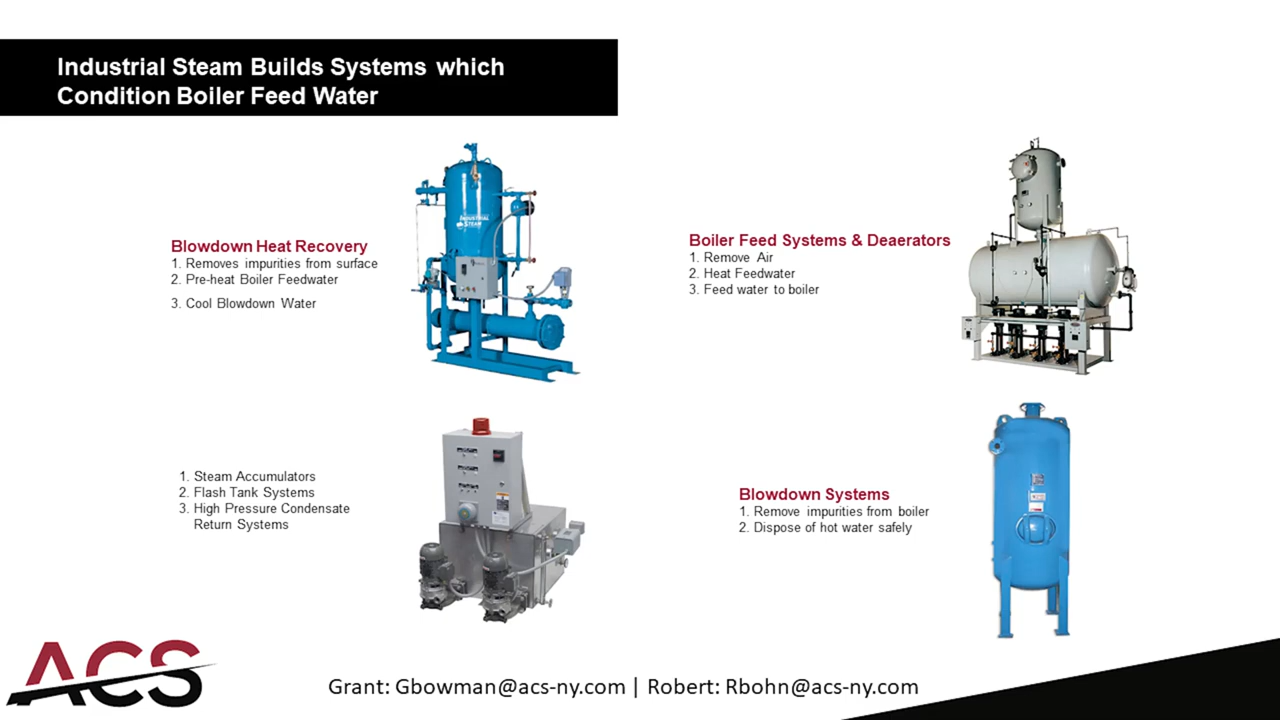 Industrial Steam Builds Systems which
Condition Boiler Feed Water
Blowdown Heat Recovery
1. Removes impurities from surface
2. Pre-heat Boiler Feedwater
3. Cool Blowdown Water
INDUSTRIAL
STEAM
Boiler Feed Systems & Deaerators
1. Remove Air
2. Heat Feedwater
3. Feed water to boiler
1. Steam Accumulators
2. Flash Tank Systems
3. High Pressure Condensate
Return Systems
Blowdown Systems
1. Remove impurities from boiler
2. Dispose of hot water safely
ACS
Grant: Gbowman@acs-ny.com | Robert: Rbohn@acs-ny.com